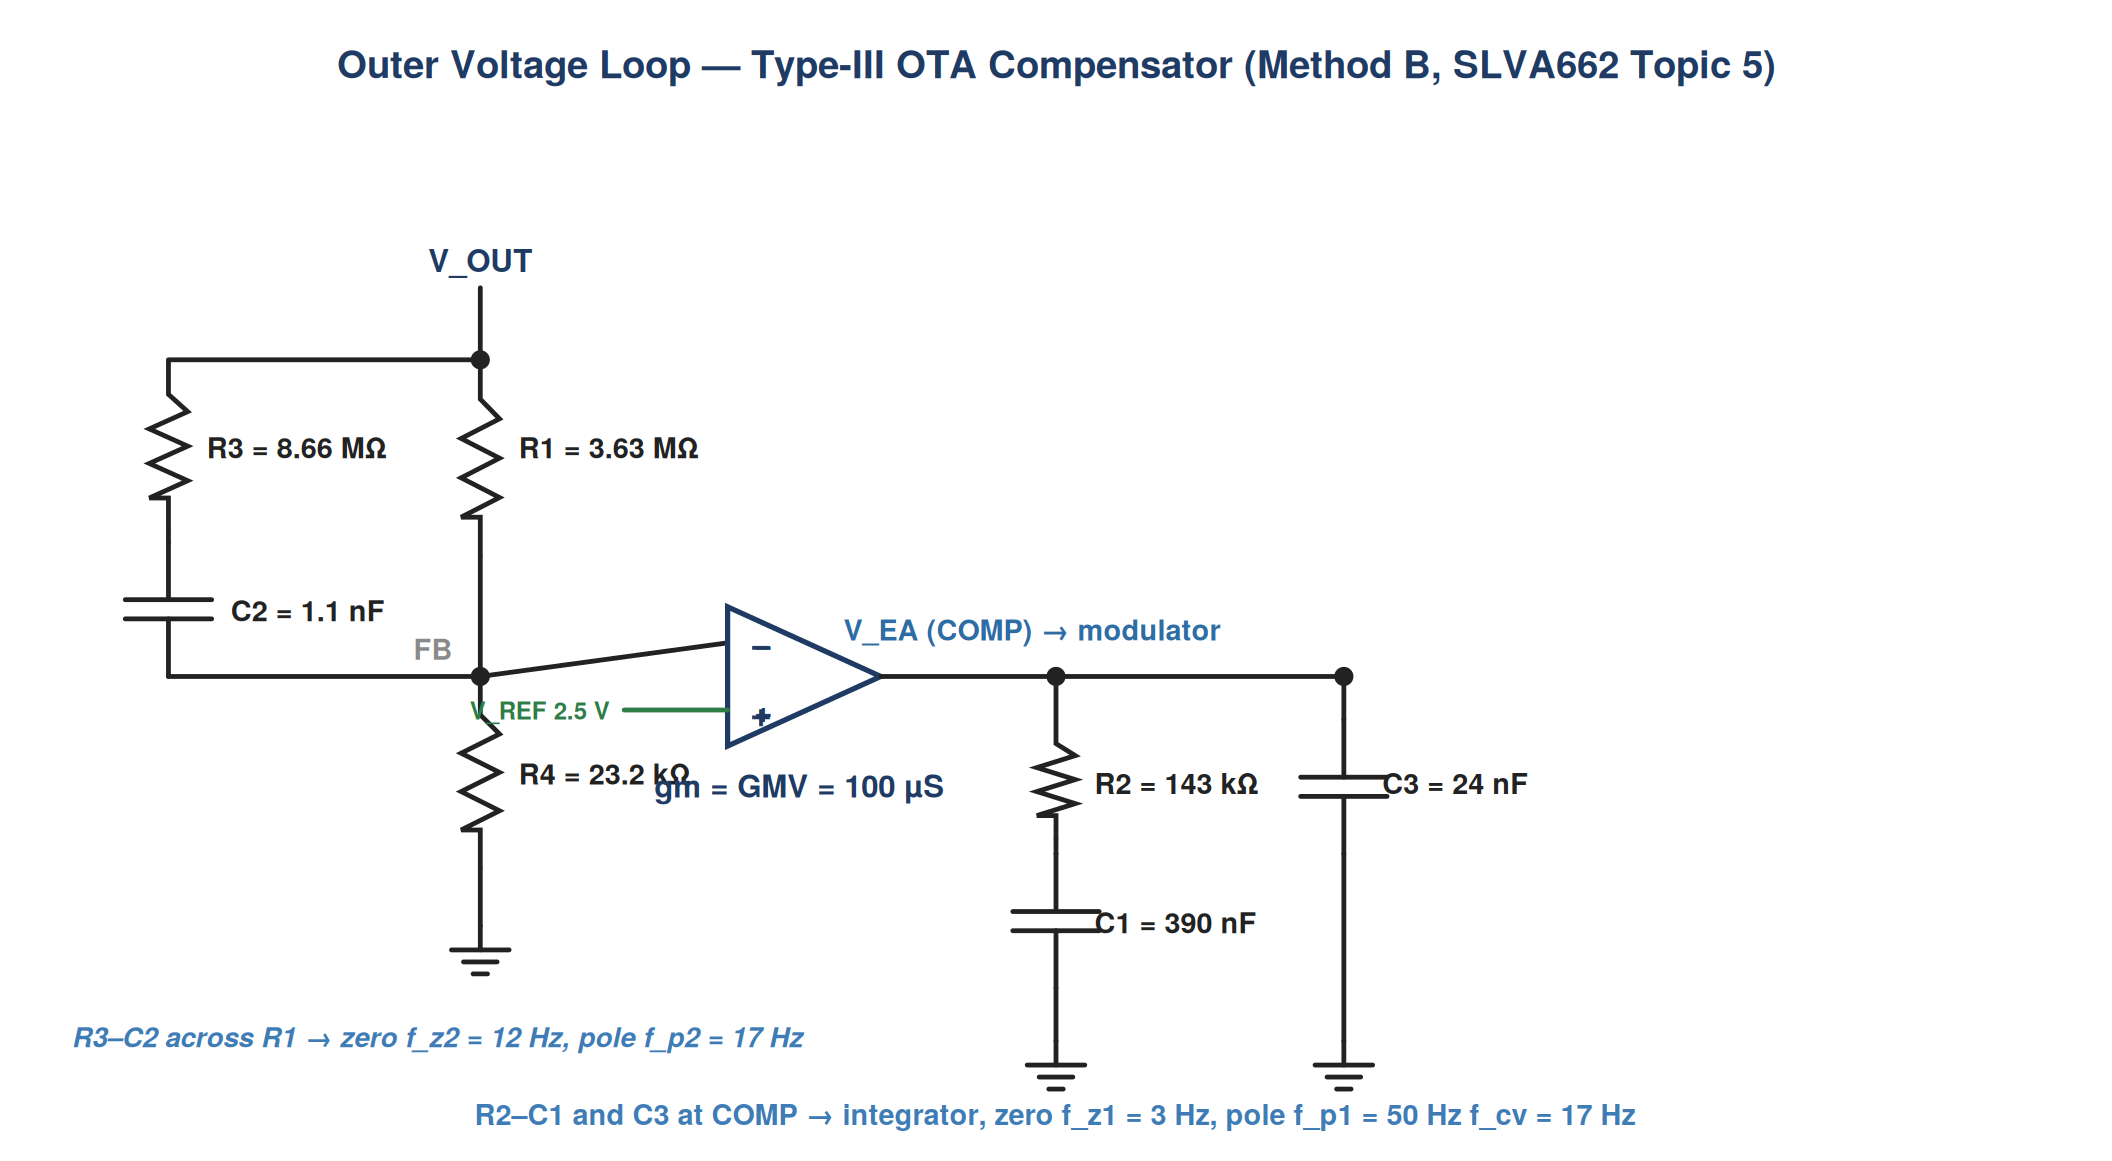 Outer Voltage Loop — Type-III OTA Compensator (Method B, SLVA662 Topic 5)
V_OUT
R3 = 8.66 MΩ
R1 = 3.63 MΩ
C2 = 1.1 nF
FB
V_EA (COMP) → modulator
−
V_REF 2.5 V
+
R4 = 23.2 kΩ
gm = GMV = 100 µS
R2 = 143 kΩ
C3 = 24 nF
C1 = 390 nF
R3–C2 across R1 → zero f_z2 = 12 Hz, pole f_p2 = 17 Hz
R2–C1 and C3 at COMP → integrator, zero f_z1 = 3 Hz, pole f_p1 = 50 Hz f_cv = 17 Hz